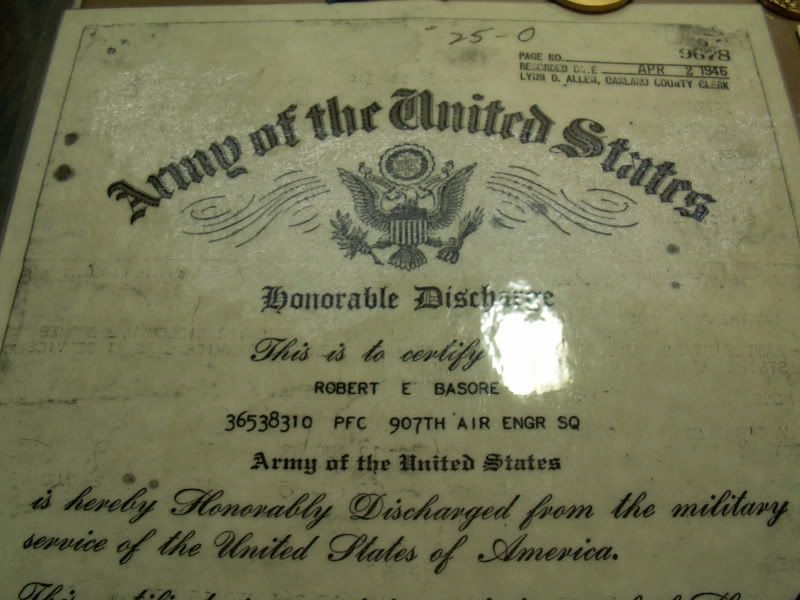 25-0
9678
PAGE NO.
RECORDED DATE APR 2 1946
LYNN D. ALLEN, OAKLAND COUNTY CLERK
Army of the United States
Honorable Discharge
This is to certify
ROBERT E BASORE
36538310 PFC 907TH AIR ENGR SQ
Army of the United States
is hereby Honorably Discharged from the military
service of the United States of America.
This